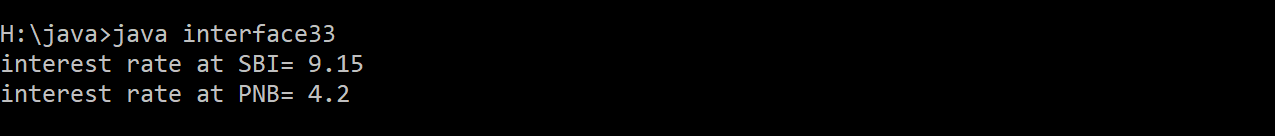 H:\java>java interface33
interest rate at SBI= 9.15
interest rate at PNB= 4.2